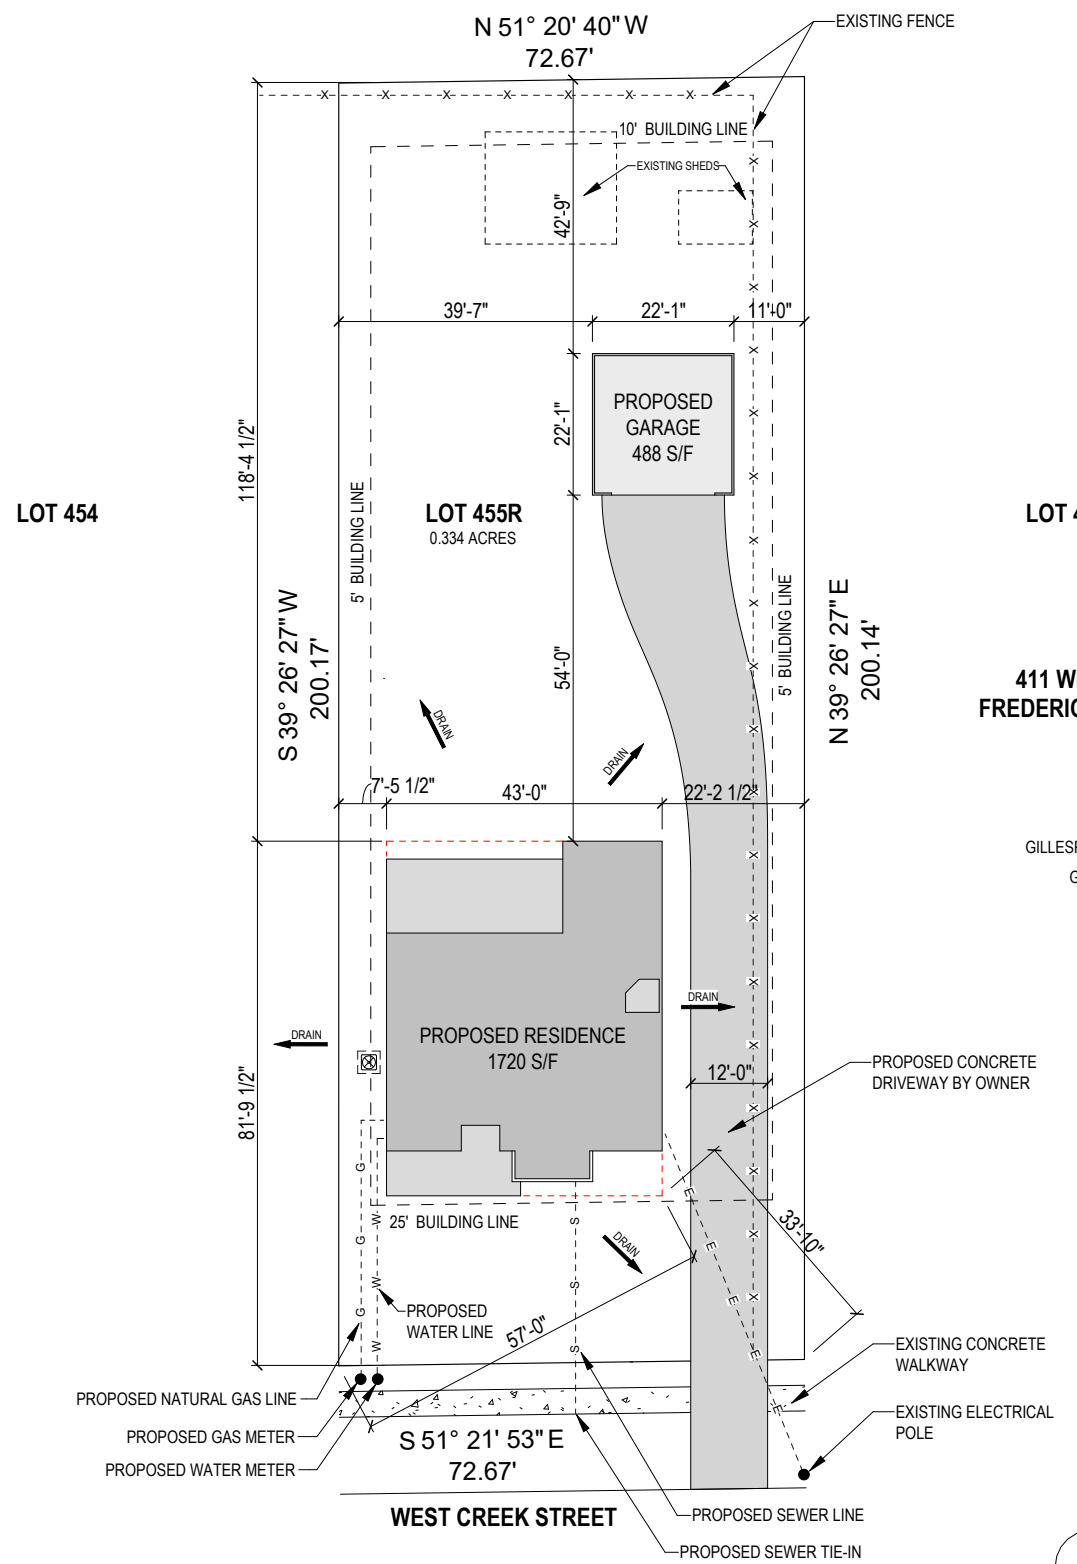 N 51° 20' 40" W
72.67'
EXISTING FENCE
10' BUILDING LINE
EXISTING SHEDS
42'-9"
39'-7"
22'-1"
11'-0"
PROPOSED
GARAGE
488 S/F
22'-1"
118'-4 1/2"
LOT 454
LOT 455R
0.334 ACRES
5' BUILDING LINE
S 39° 26' 27" W
200.17'
54'-0"
5' BUILDING LINE
N 39° 26' 27" E
200.14'
LOT 4
411 W
FREDERIC
DRAIN
DRAIN
7'-5 1/2"
43'-0"
22'-2 1/2"
GILLESP
G
DRAIN
DRAIN
PROPOSED RESIDENCE
1720 S/F
81'-9 1/2"
12'-0"
PROPOSED CONCRETE
DRIVEWAY BY OWNER
25' BUILDING LINE
DRAIN
33'-10"
57'-0"
PROPOSED
WATER LINE
EXISTING CONCRETE
WALKWAY
PROPOSED NATURAL GAS LINE
PROPOSED GAS METER
PROPOSED WATER METER
EXISTING ELECTRICAL
POLE
S 51° 21' 53" E
72.67'
WEST CREEK STREET
PROPOSED SEWER LINE
PROPOSED SEWER TIE-IN
X X X X X X X
X X X X X X X X X X X X X X X X X X X
G G G
W W W
S S S
E E E E E